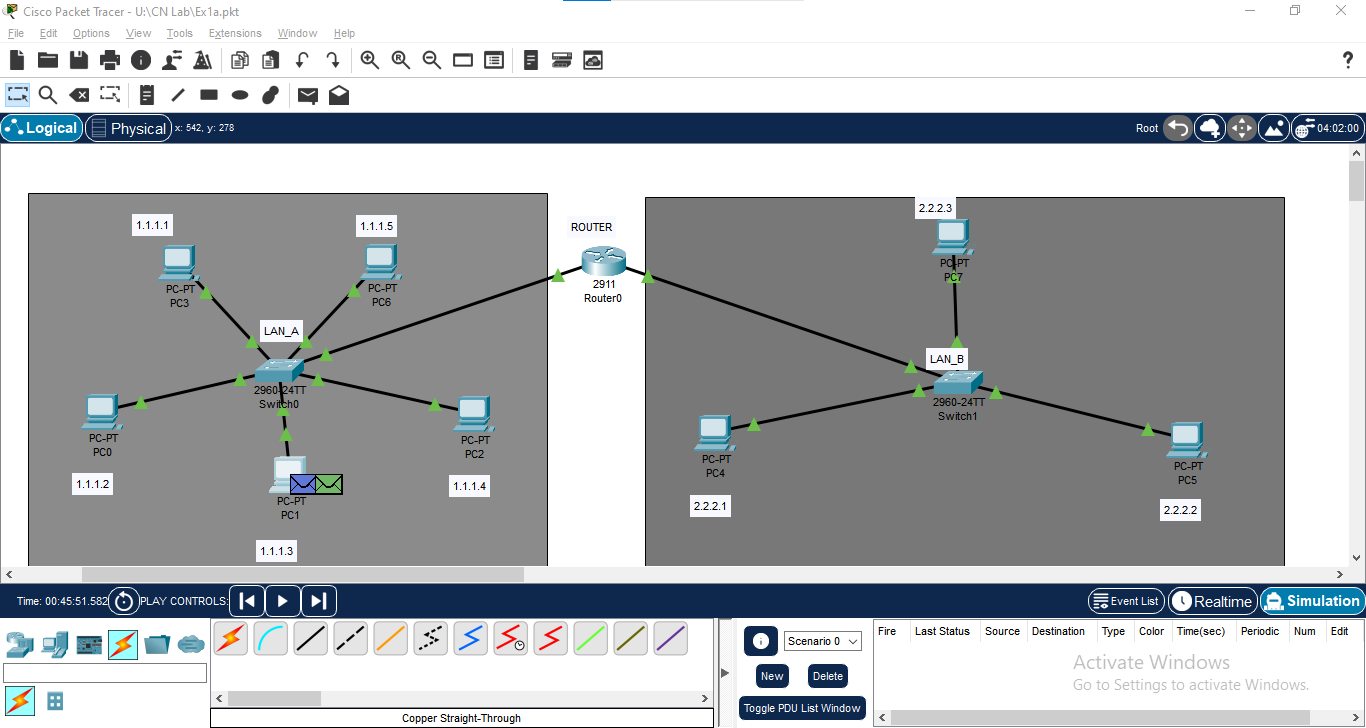 Cisco Packet Tracer - U:\CN Lab\Ex1a.pkt
File Edit Options View Tools Extensions Window Help
Logical Physical x: 542, y: 278 Root 04:02:00
1.1.1.1
1.1.1.5
PC-PT
PC3
PC-PT
PC6
LAN_A
2960-24TT
Switch0
PC-PT
PC0
1.1.1.2
PC-PT
PC1
1.1.1.3
PC-PT
PC2
1.1.1.4
ROUTER
2911
Router0
2.2.2.3
PC-PT
PC7
LAN_B
2960-24TT
Switch1
PC-PT
PC4
2.2.2.1
PC-PT
PC5
2.2.2.2
Time: 00:45:51.582 PLAY CONTROLS: Event List Realtime Simulation
Copper Straight-Through
Scenario 0
New Delete
Toggle PDU List Window
Fire Last Status Source Destination Type Color Time(sec) Periodic Num Edit
Activate Windows
Go to Settings to activate Windows.